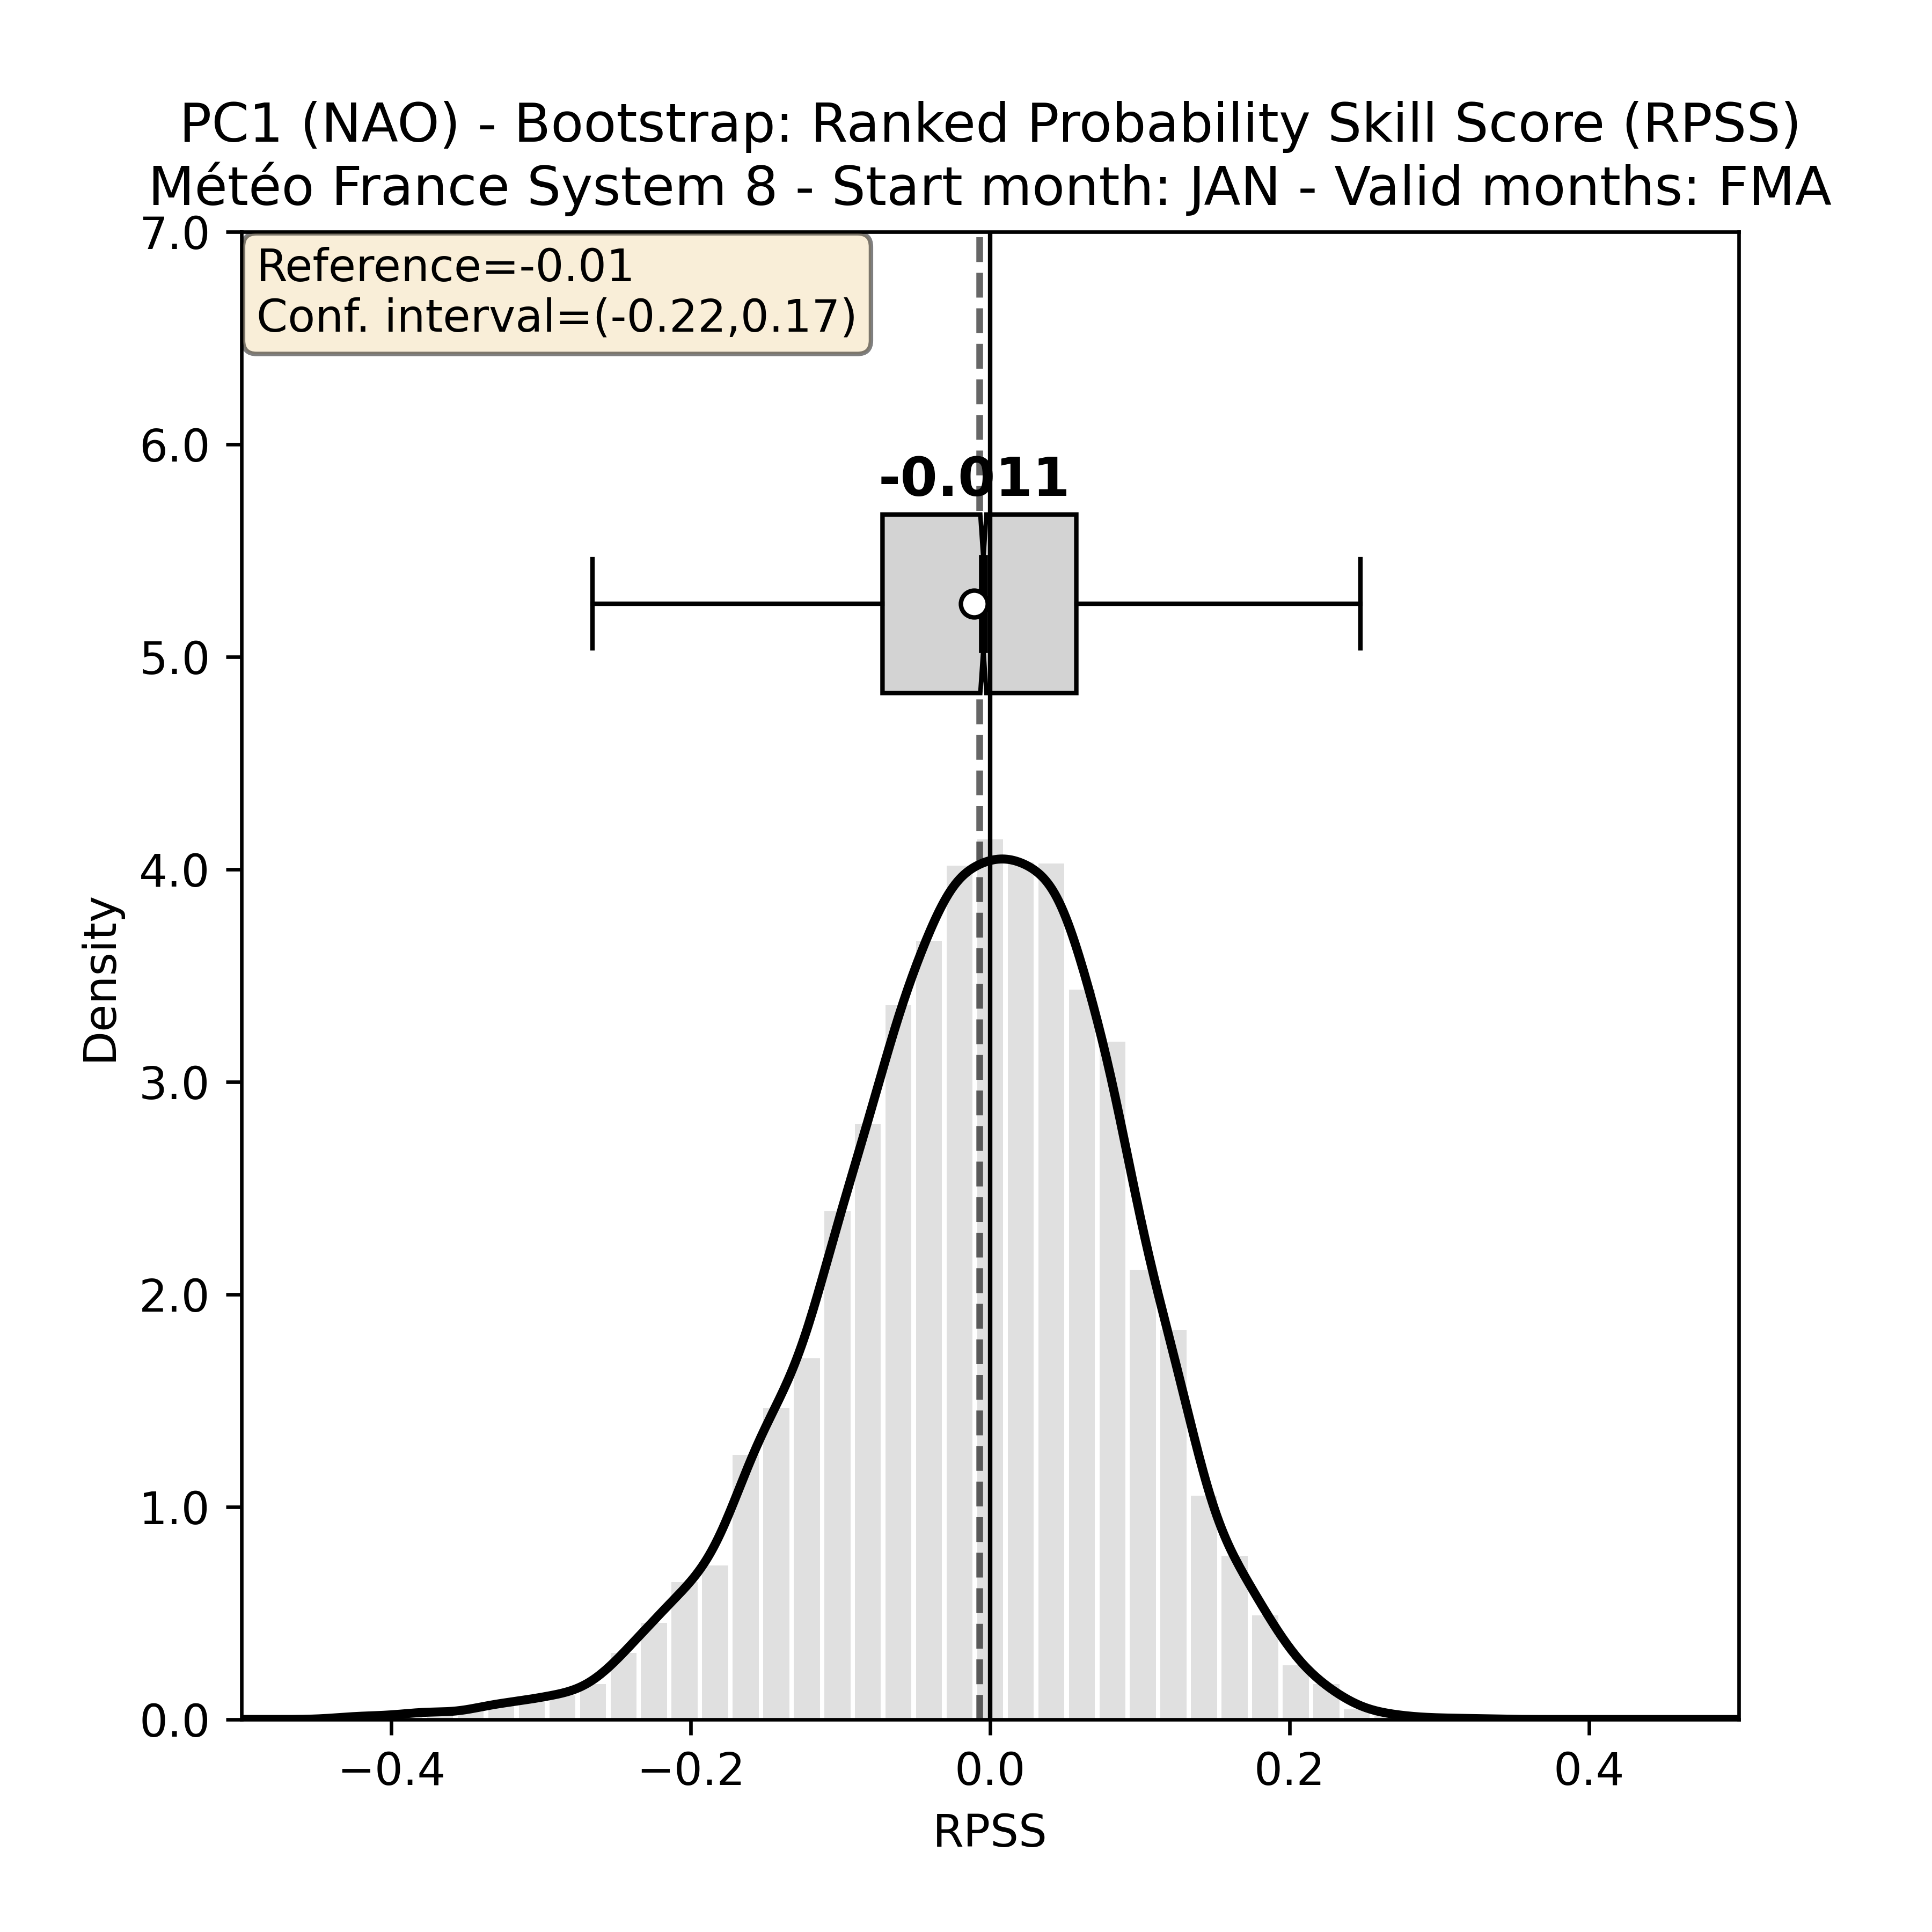 PC1 (NAO) - Bootstrap: Ranked Probability Skill Score (RPSS)
Météo France System 8 - Start month: JAN - Valid months: FMA
Reference=-0.01
Conf. interval=(-0.22,0.17)
-0.011
7.0
6.0
5.0
4.0
3.0
2.0
1.0
0.0
Density
−0.4
−0.2
0.0
0.2
0.4
RPSS